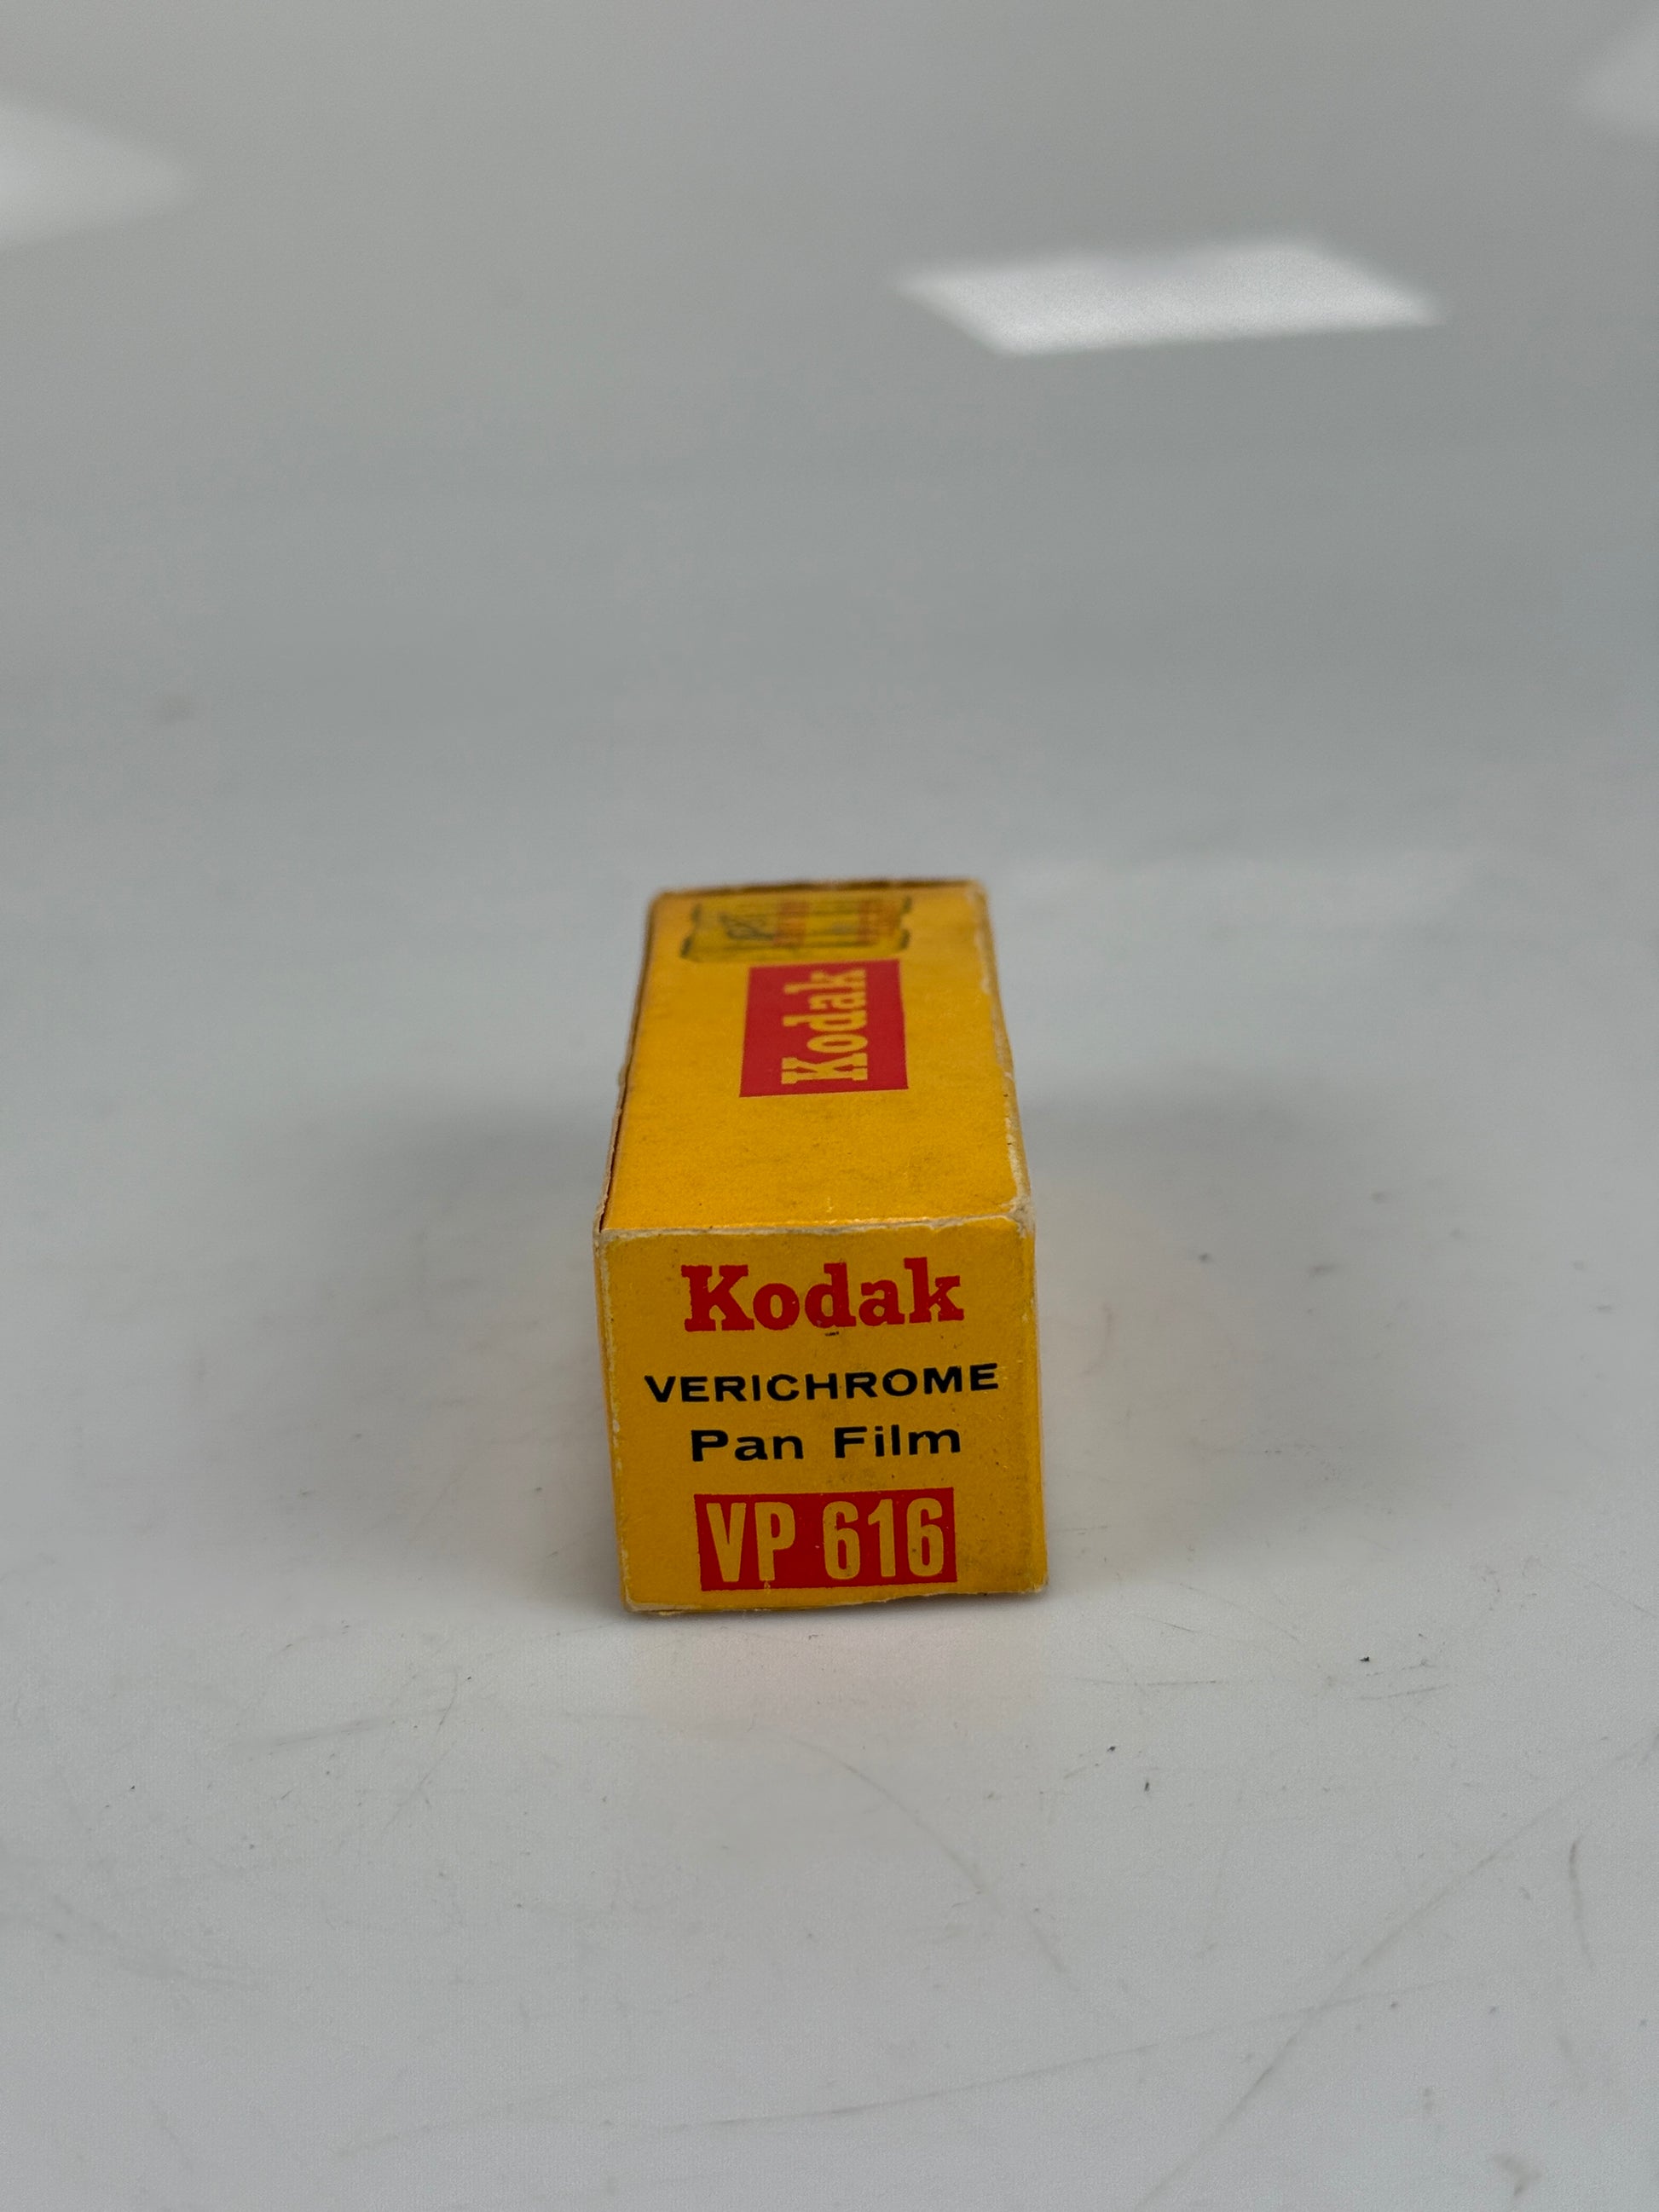 Kodak
Kodak
VERICHROME
Pan Film
VP 616